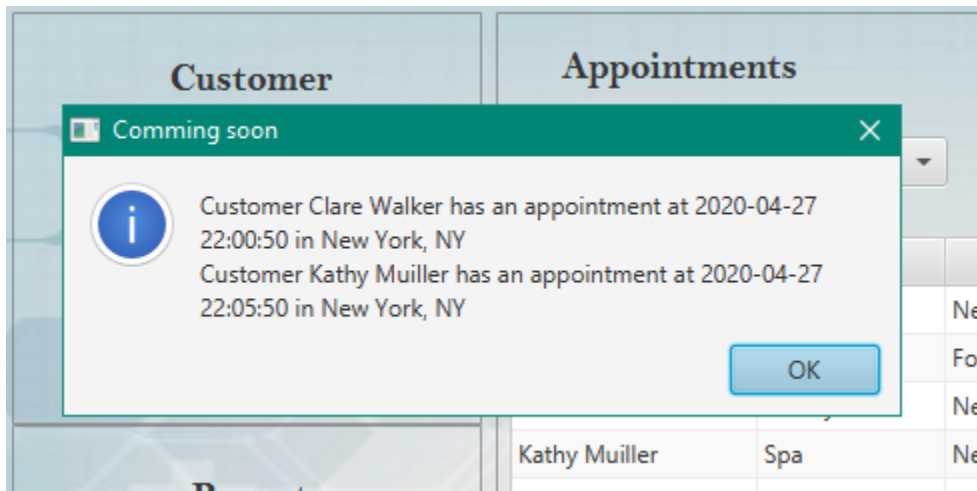 Customer
Appointments
Comming soon
Customer Clare Walker has an appointment at 2020-04-27
22:00:50 in New York, NY
Customer Kathy Muiller has an appointment at 2020-04-27
22:05:50 in New York, NY
OK
Kathy Muiller Spa